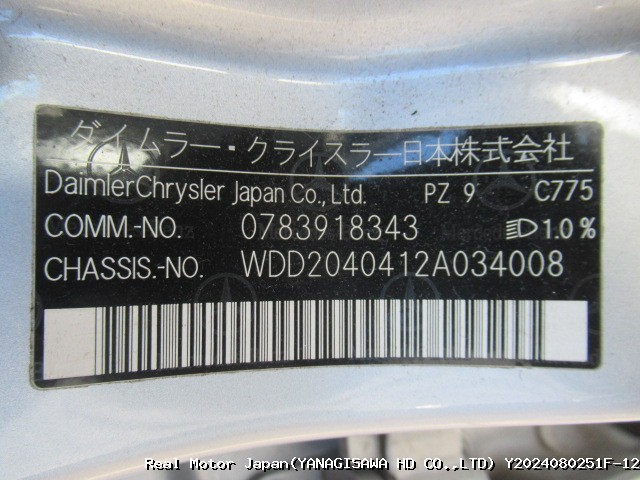 ダイムラー・クライスラー日本株式会社
DaimlerChrysler Japan Co., Ltd. PZ 9 C775
COMM.-NO. 0783918343 1.0 %
CHASSIS.-NO. WDD2040412A034008
Real Motor Japan(YANAGISAWA HD CO.,LTD) Y2024080251F-12